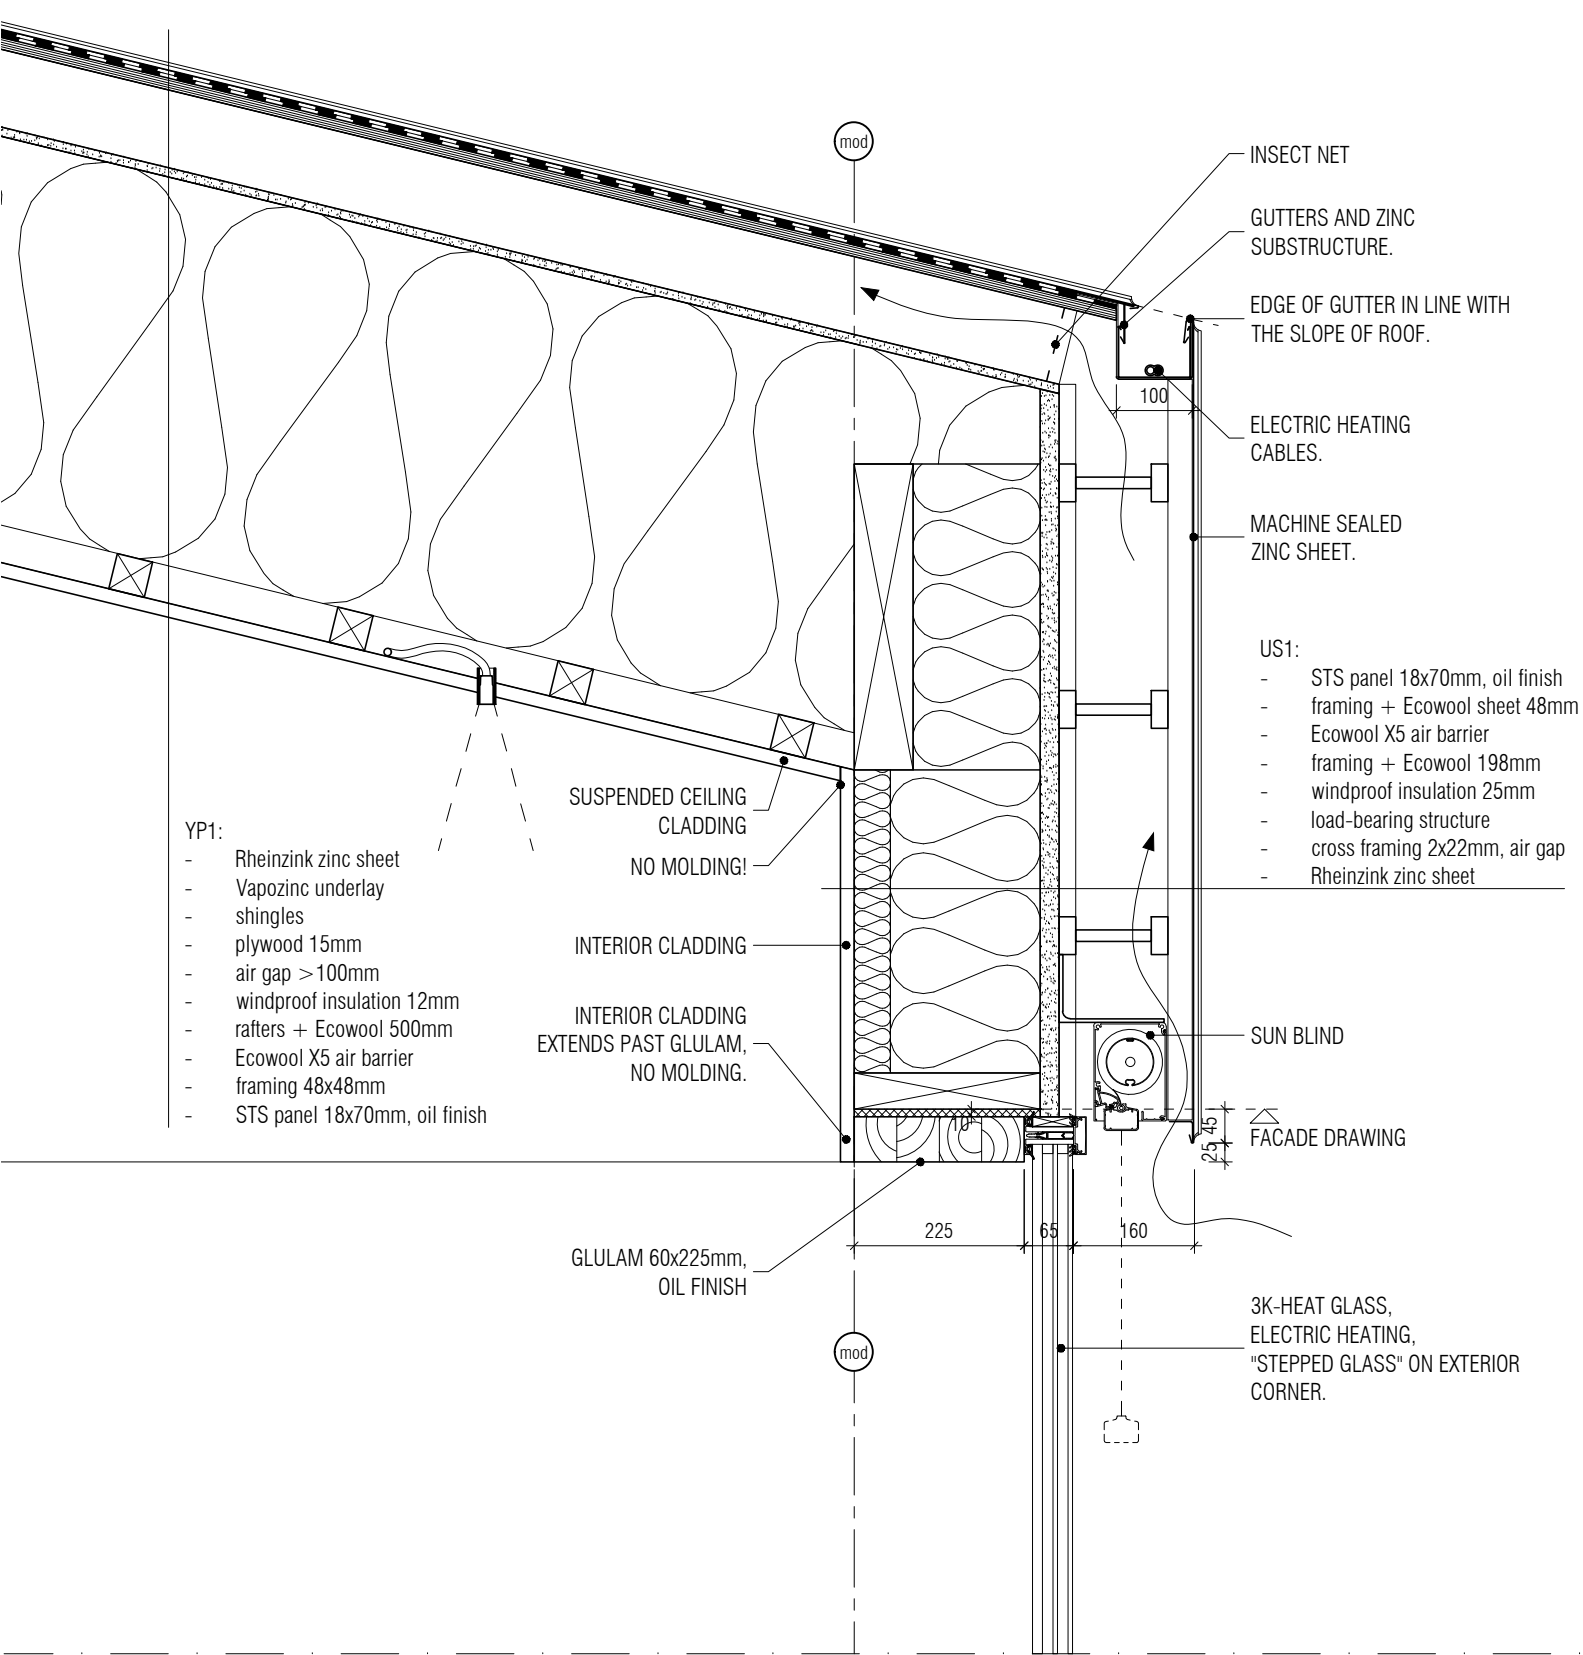 mod
INSECT NET
GUTTERS AND ZINC
SUBSTRUCTURE.
EDGE OF GUTTER IN LINE WITH
THE SLOPE OF ROOF.
100
ELECTRIC HEATING
CABLES.
MACHINE SEALED
ZINC SHEET.
US1:
- STS panel 18x70mm, oil finish
- framing + Ecowool sheet 48mm
- Ecowool X5 air barrier
- framing + Ecowool 198mm
- windproof insulation 25mm
- load-bearing structure
- cross framing 2x22mm, air gap
- Rheinzink zinc sheet
SUSPENDED CEILING
CLADDING
NO MOLDING!
YP1:
- Rheinzink zinc sheet
- Vapozinc underlay
- shingles
- plywood 15mm
- air gap >100mm
- windproof insulation 12mm
- rafters + Ecowool 500mm
- Ecowool X5 air barrier
- framing 48x48mm
- STS panel 18x70mm, oil finish
INTERIOR CLADDING
INTERIOR CLADDING
EXTENDS PAST GLULAM,
NO MOLDING.
SUN BLIND
10
45
25
FACADE DRAWING
225
65
160
GLULAM 60x225mm,
OIL FINISH
3K-HEAT GLASS,
ELECTRIC HEATING,
"STEPPED GLASS" ON EXTERIOR
CORNER.
mod